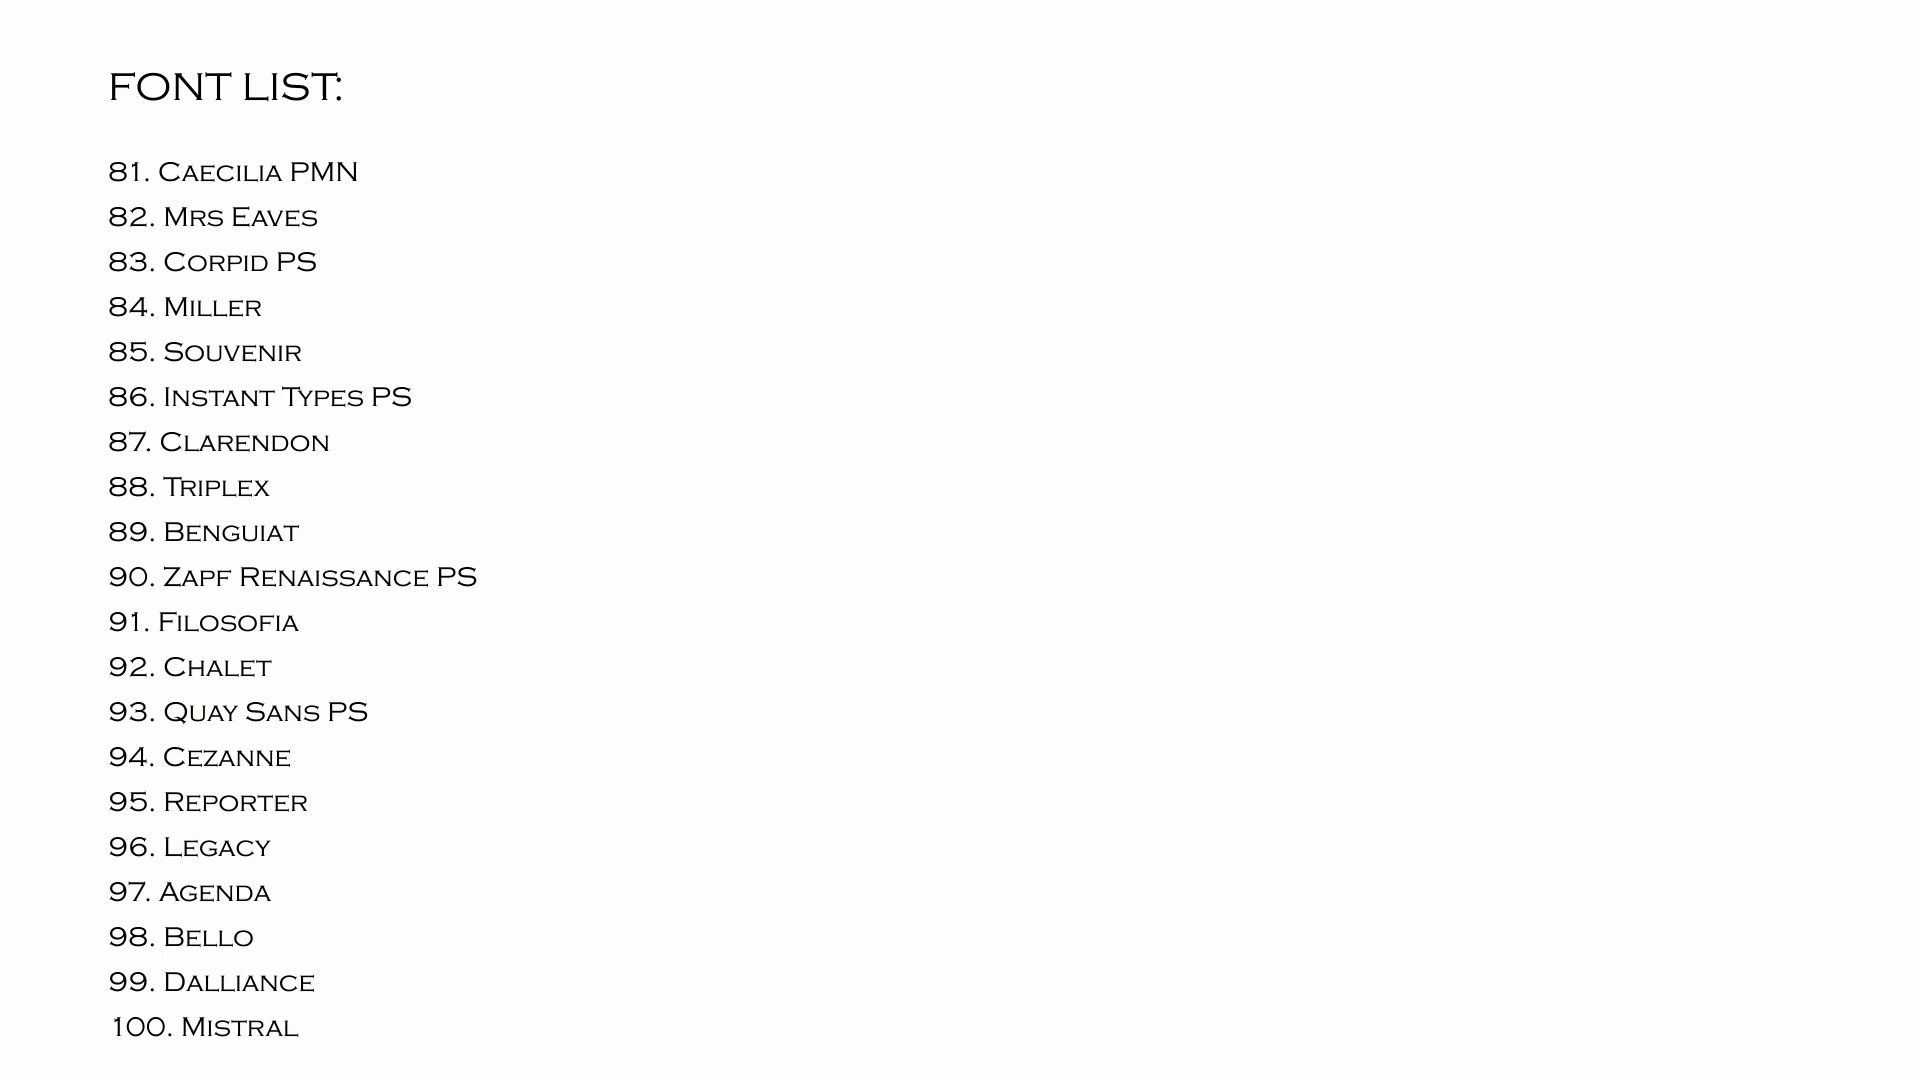 FONT LIST:
81. Caecilia PMN
82. Mrs Eaves
83. Corpid PS
84. Miller
85. Souvenir
86. Instant Types PS
87. Clarendon
88. Triplex
89. Benguiat
90. Zapf Renaissance PS
91. Filosofia
92. Chalet
93. Quay Sans PS
94. Cezanne
95. Reporter
96. Legacy
97. Agenda
98. Bello
99. Dalliance
100. Mistral